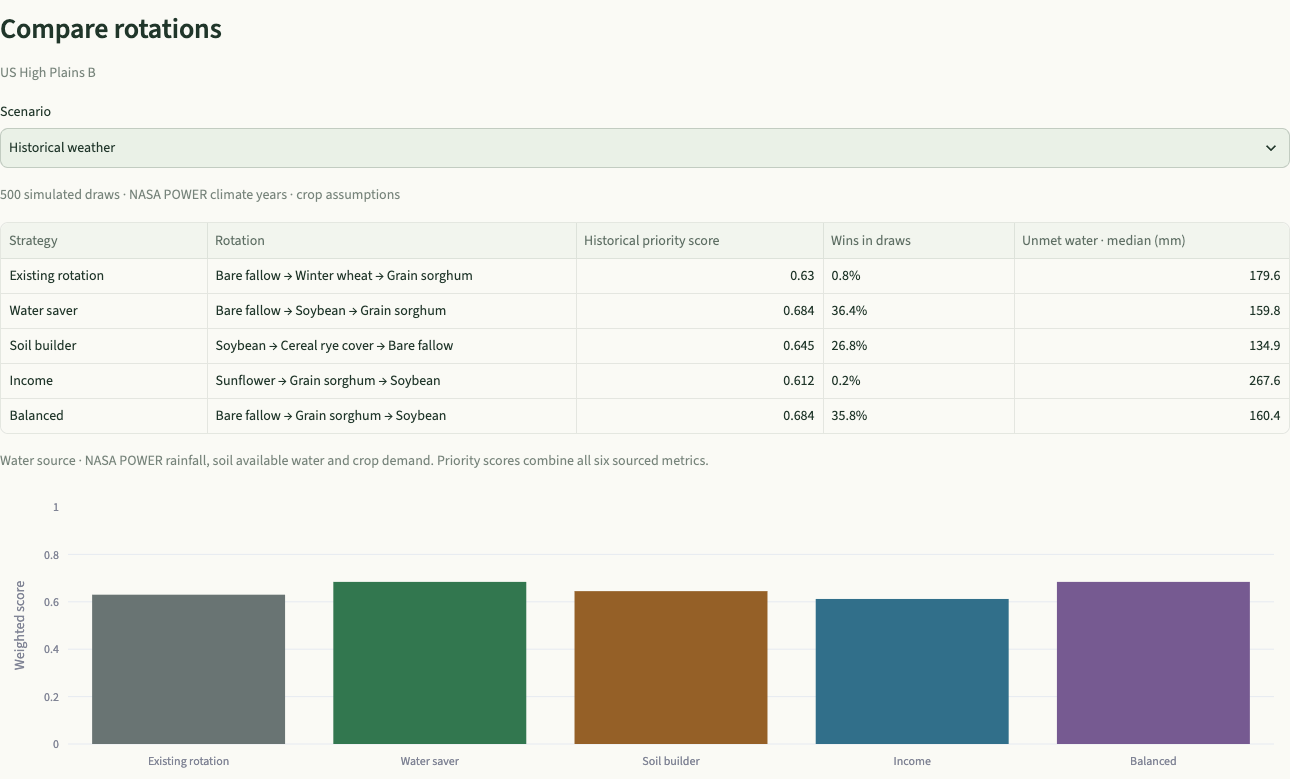 Compare rotations
US High Plains B
Scenario
Historical weather
500 simulated draws · NASA POWER climate years · crop assumptions
Strategy Rotation Historical priority score Wins in draws Unmet water · median (mm)
Existing rotation Bare fallow → Winter wheat → Grain sorghum 0.63 0.8% 179.6
Water saver Bare fallow → Soybean → Grain sorghum 0.684 36.4% 159.8
Soil builder Soybean → Cereal rye cover → Bare fallow 0.645 26.8% 134.9
Income Sunflower → Grain sorghum → Soybean 0.612 0.2% 267.6
Balanced Bare fallow → Grain sorghum → Soybean 0.684 35.8% 160.4
Water source · NASA POWER rainfall, soil available water and crop demand. Priority scores combine all six sourced metrics.
1
0.8
0.6
0.4
0.2
0
Weighted score
Existing rotation Water saver Soil builder Income Balanced